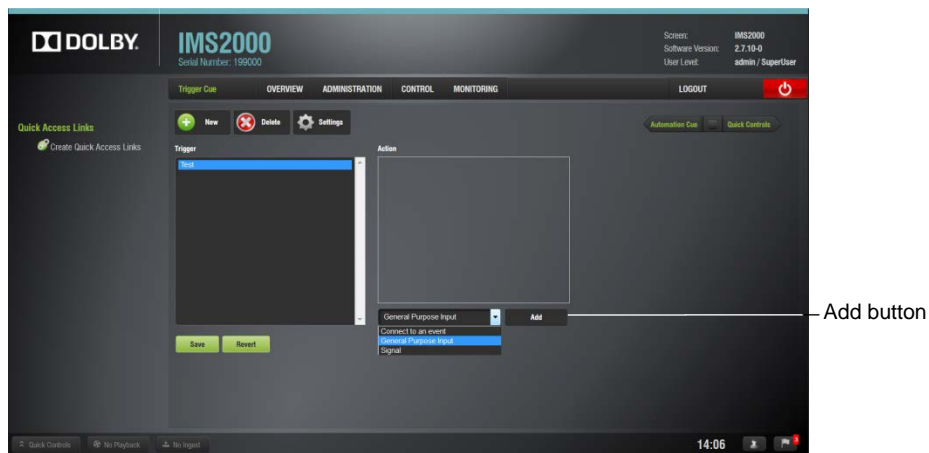 DOLBY.
IMS2000
Serial Number: 199000
Screen: IMS2000
Software Version: 2.7.10-0
User Level: admin / SuperUser
Trigger Cue OVERVIEW ADMINISTRATION CONTROL MONITORING LOGOUT
Quick Access Links
Create Quick Access Links
New Delete Settings
Automation Cue Quick Controls
Trigger Action
Test
General Purpose Input Add
Add button
Connect to an event
General Purpose Input
Signal
Save Revert
Quick Controls No Playback No Ingest 14:06 3